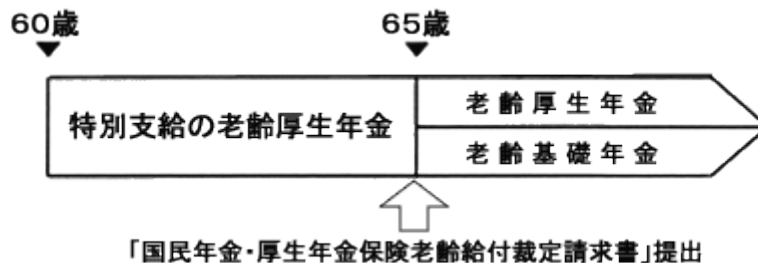 60歳 65歳
特別支給の老齢厚生年金
老齢厚生年金
老齢基礎年金
「国民年金・厚生年金保険老齢給付裁定請求書」提出